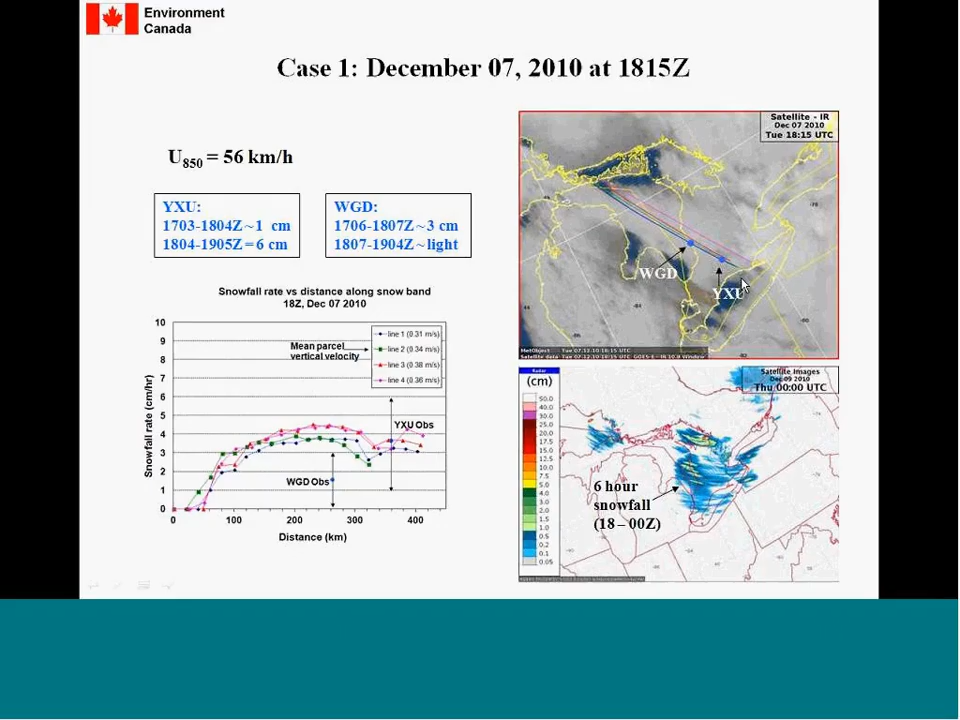 Environment
Canada
Case 1: December 07, 2010 at 1815Z
U850 = 56 km/h
YXU:
1703-1804Z ~ 1 cm
1804-1905Z = 6 cm
WGD:
1706-1807Z ~ 3 cm
1807-1904Z ~ light
Satellite - IR
Dec 07 2010
Tue 18:15 UTC
WGD
YXU
Snowfall rate vs distance along snow band
18Z, Dec 07 2010
Snowfall rate (cm/hr)
10
9
8
7
6
5
4
3
2
1
0
line 1 (0.31 m/s)
line 2 (0.34 m/s)
line 3 (0.38 m/s)
line 4 (0.36 m/s)
Mean parcel
vertical velocity
YXU Obs
WGD Obs
0
100
200
300
400
Distance (km)
Radar
(cm)
50.0
40.0
30.0
25.0
20.0
17.5
15.0
12.5
10.0
7.5
5.0
4.0
3.0
2.0
1.5
1.0
0.5
0.2
0.1
0.05
Satellite Images
Dec 09 2010
Thu 00:00 UTC
6 hour
snowfall
(18 – 00Z)